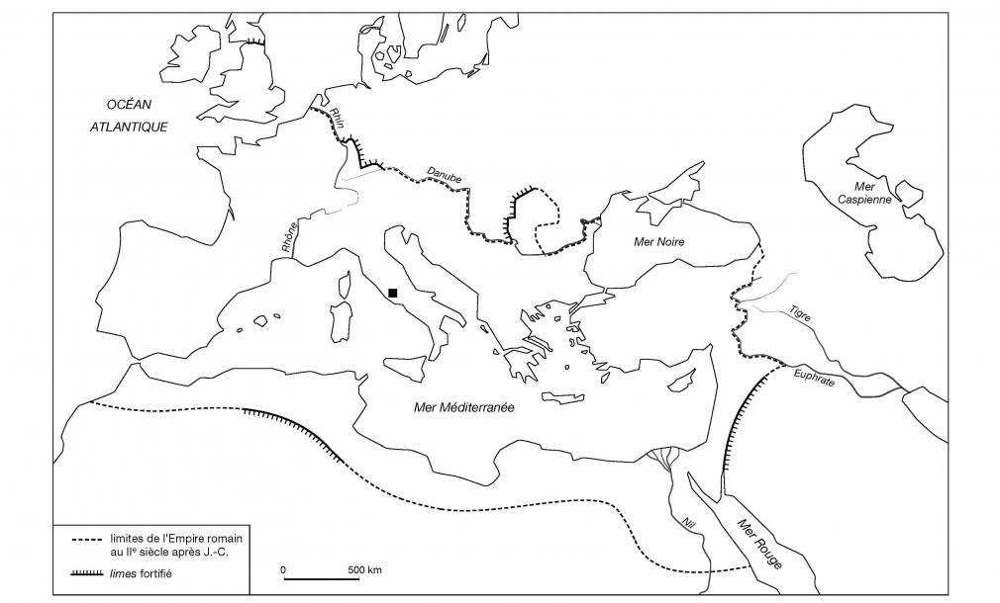 OCÉAN
ATLANTIQUE
Rhin
Danube
Rhône
Mer Noire
Mer
Caspienne
Tigre
Euphrate
Mer Méditerranée
Nil
Mer Rouge
limites de l'Empire romain
au IIe siècle après J.-C.
limes fortifié
0 500 km